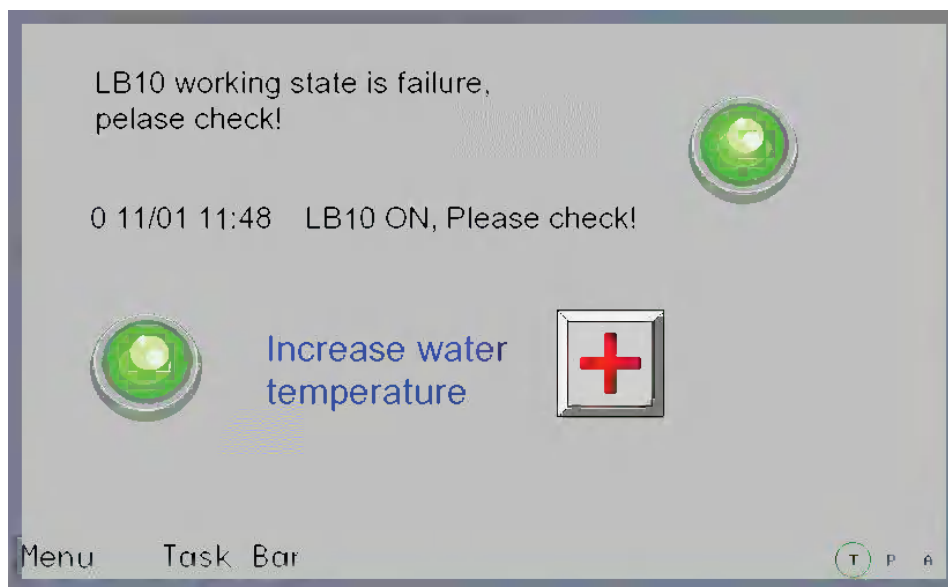 LB10 working state is failure,
pelase check!
0 11/01 11:48 LB10 ON, Please check!
Increase water
temperature
Menu Task Bar
T P A